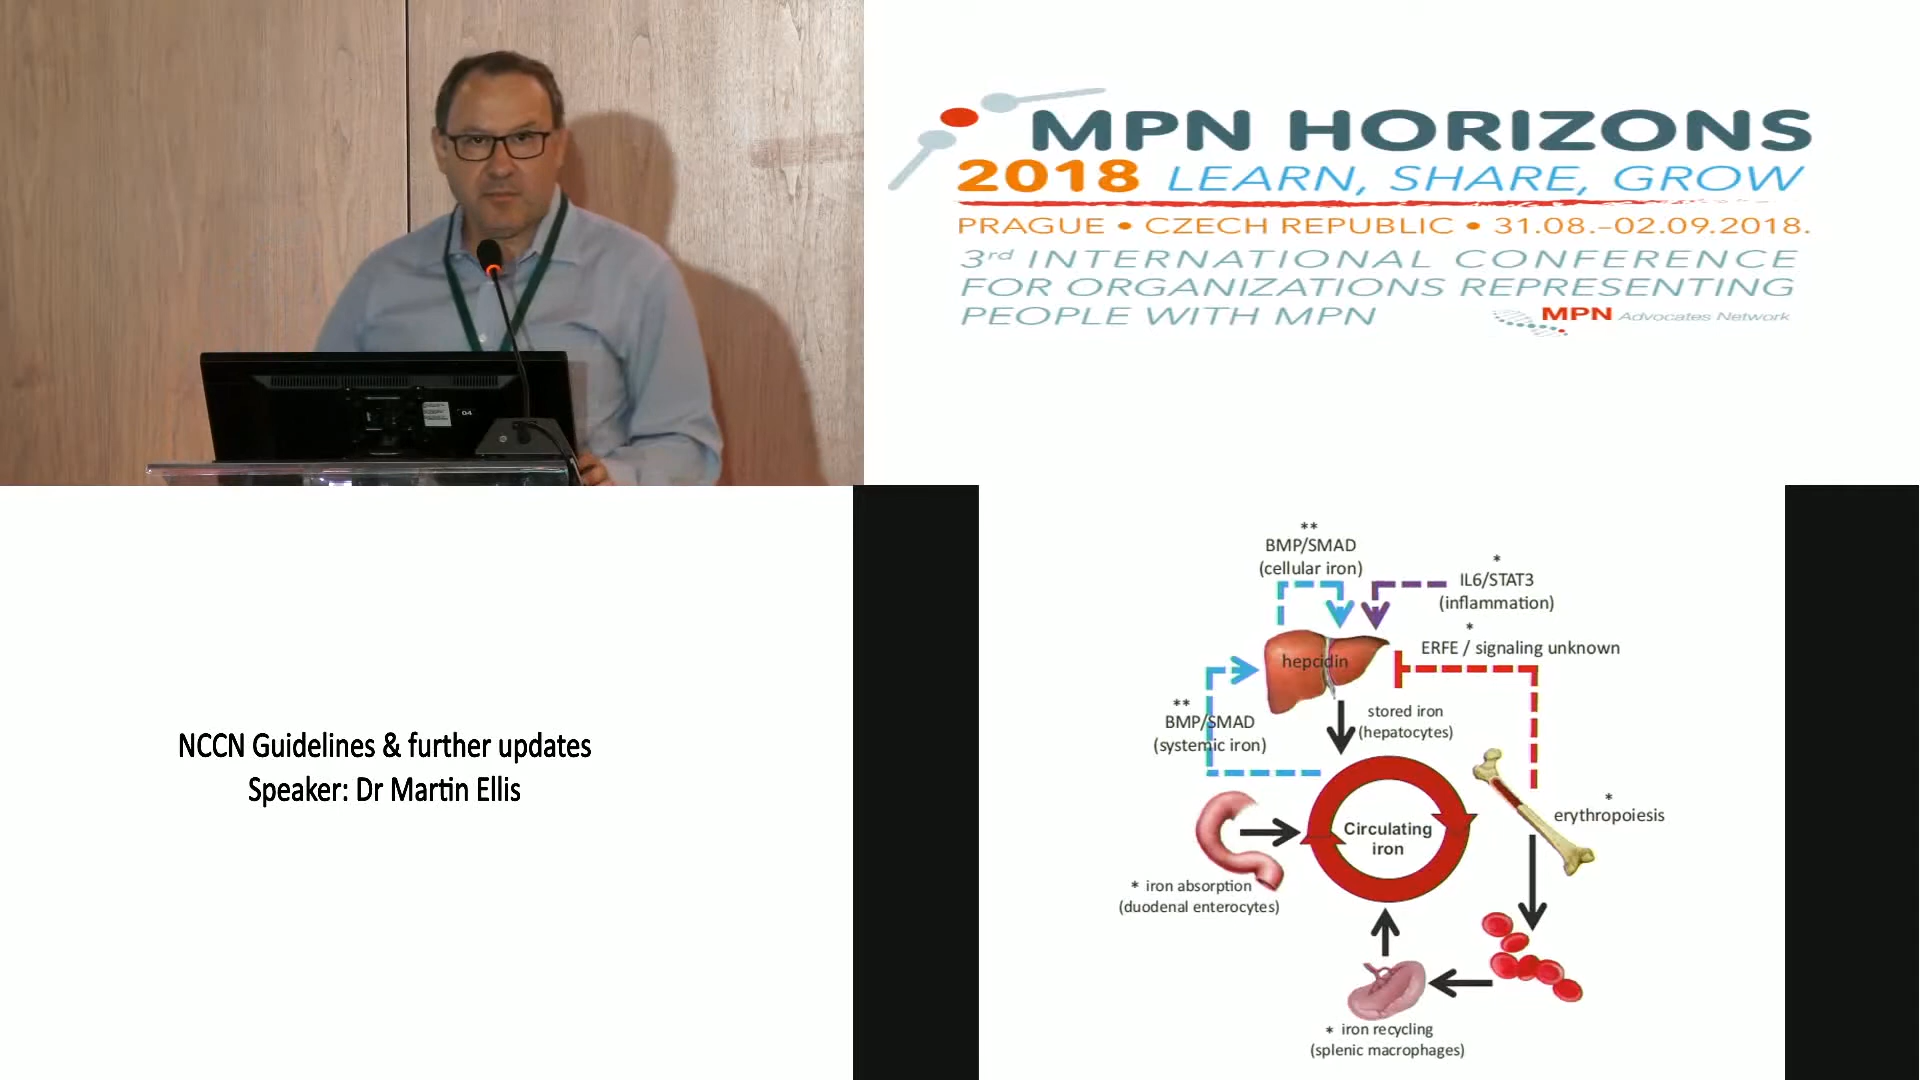 MPN HORIZONS
2018 LEARN, SHARE, GROW
PRAGUE • CZECH REPUBLIC • 31.08.–02.09.2018.
3rd INTERNATIONAL CONFERENCE
FOR ORGANIZATIONS REPRESENTING
PEOPLE WITH MPN
MPN Advocates Network
NCCN Guidelines & further updates
Speaker: Dr Martin Ellis
**
BMP/SMAD
(cellular iron)
*
IL6/STAT3
(inflammation)
*
ERFE / signaling unknown
hepcidin
**
BMP/SMAD
(systemic iron)
stored iron
(hepatocytes)
Circulating
iron
*
erythropoiesis
* iron absorption
(duodenal enterocytes)
* iron recycling
(splenic macrophages)